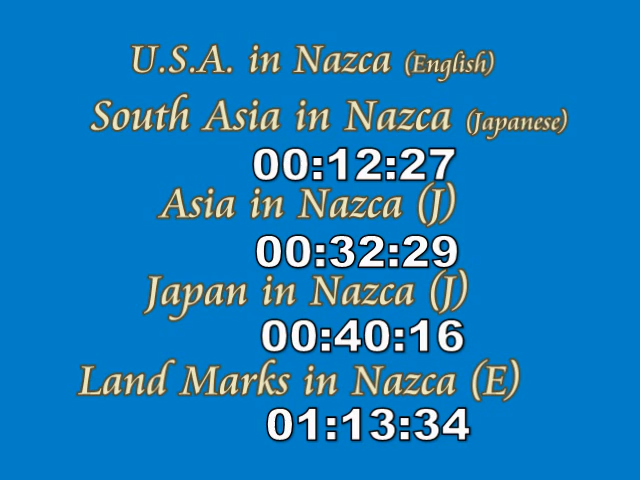 U.S.A. in Nazca (English)
South Asia in Nazca (Japanese)
00:12:27
Asia in Nazca (J)
00:32:29
Japan in Nazca (J)
00:40:16
Land Marks in Nazca (E)
01:13:34